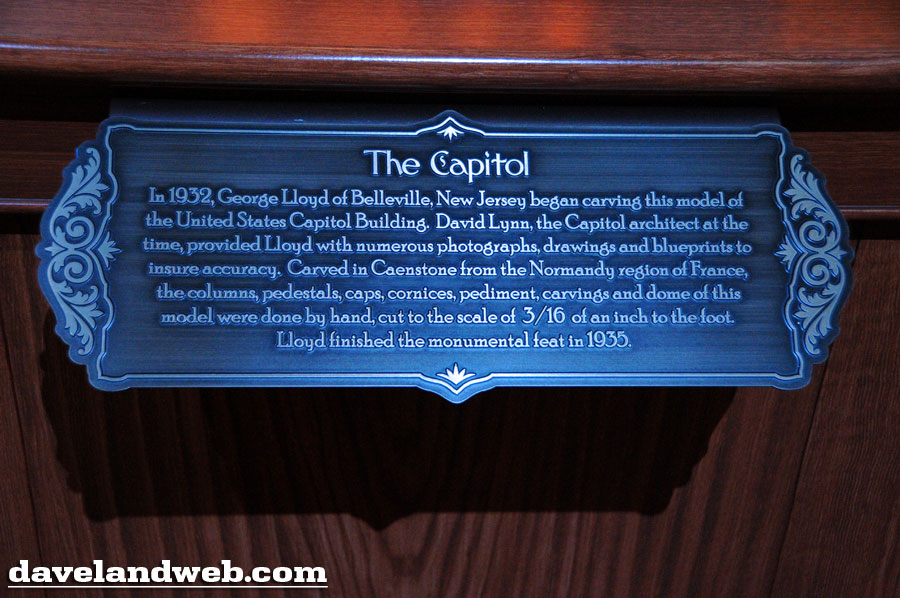 The Capitol
In 1932, George Lloyd of Belleville, New Jersey began carving this model of
the United States Capitol Building. David Lynn, the Capitol architect at the
time, provided Lloyd with numerous photographs, drawings and blueprints to
insure accuracy. Carved in Caenstone from the Normandy region of France,
the columns, pedestals, caps, cornices, pediment, carvings and dome of this
model were done by hand, cut to the scale of 3/16 of an inch to the foot.
Lloyd finished the monumental feat in 1935.
davelandweb.com